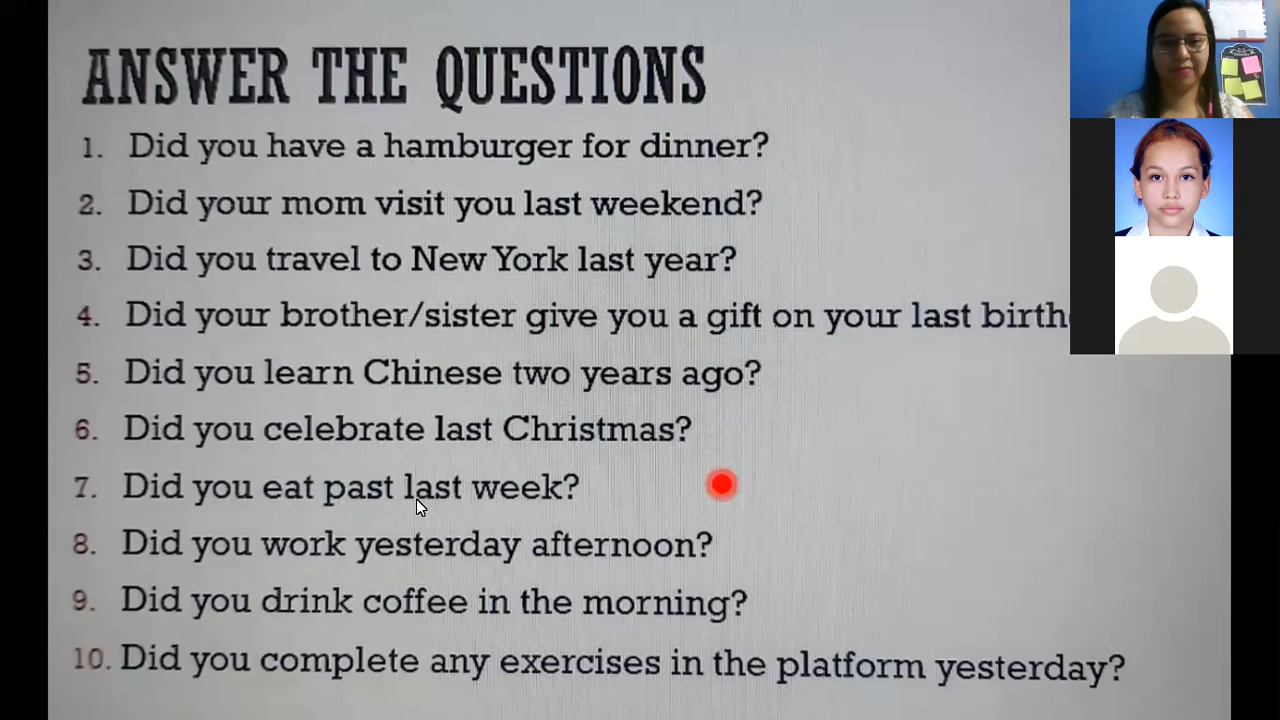 ANSWER THE QUESTIONS
1. Did you have a hamburger for dinner?
2. Did your mom visit you last weekend?
3. Did you travel to New York last year?
4. Did your brother/sister give you a gift on your last
5. Did you learn Chinese two years ago?
6. Did you celebrate last Christmas?
7. Did you eat past last week?
8. Did you work yesterday afternoon?
9. Did you drink coffee in the morning?
10. Did you complete any exercises in the platform yesterday?